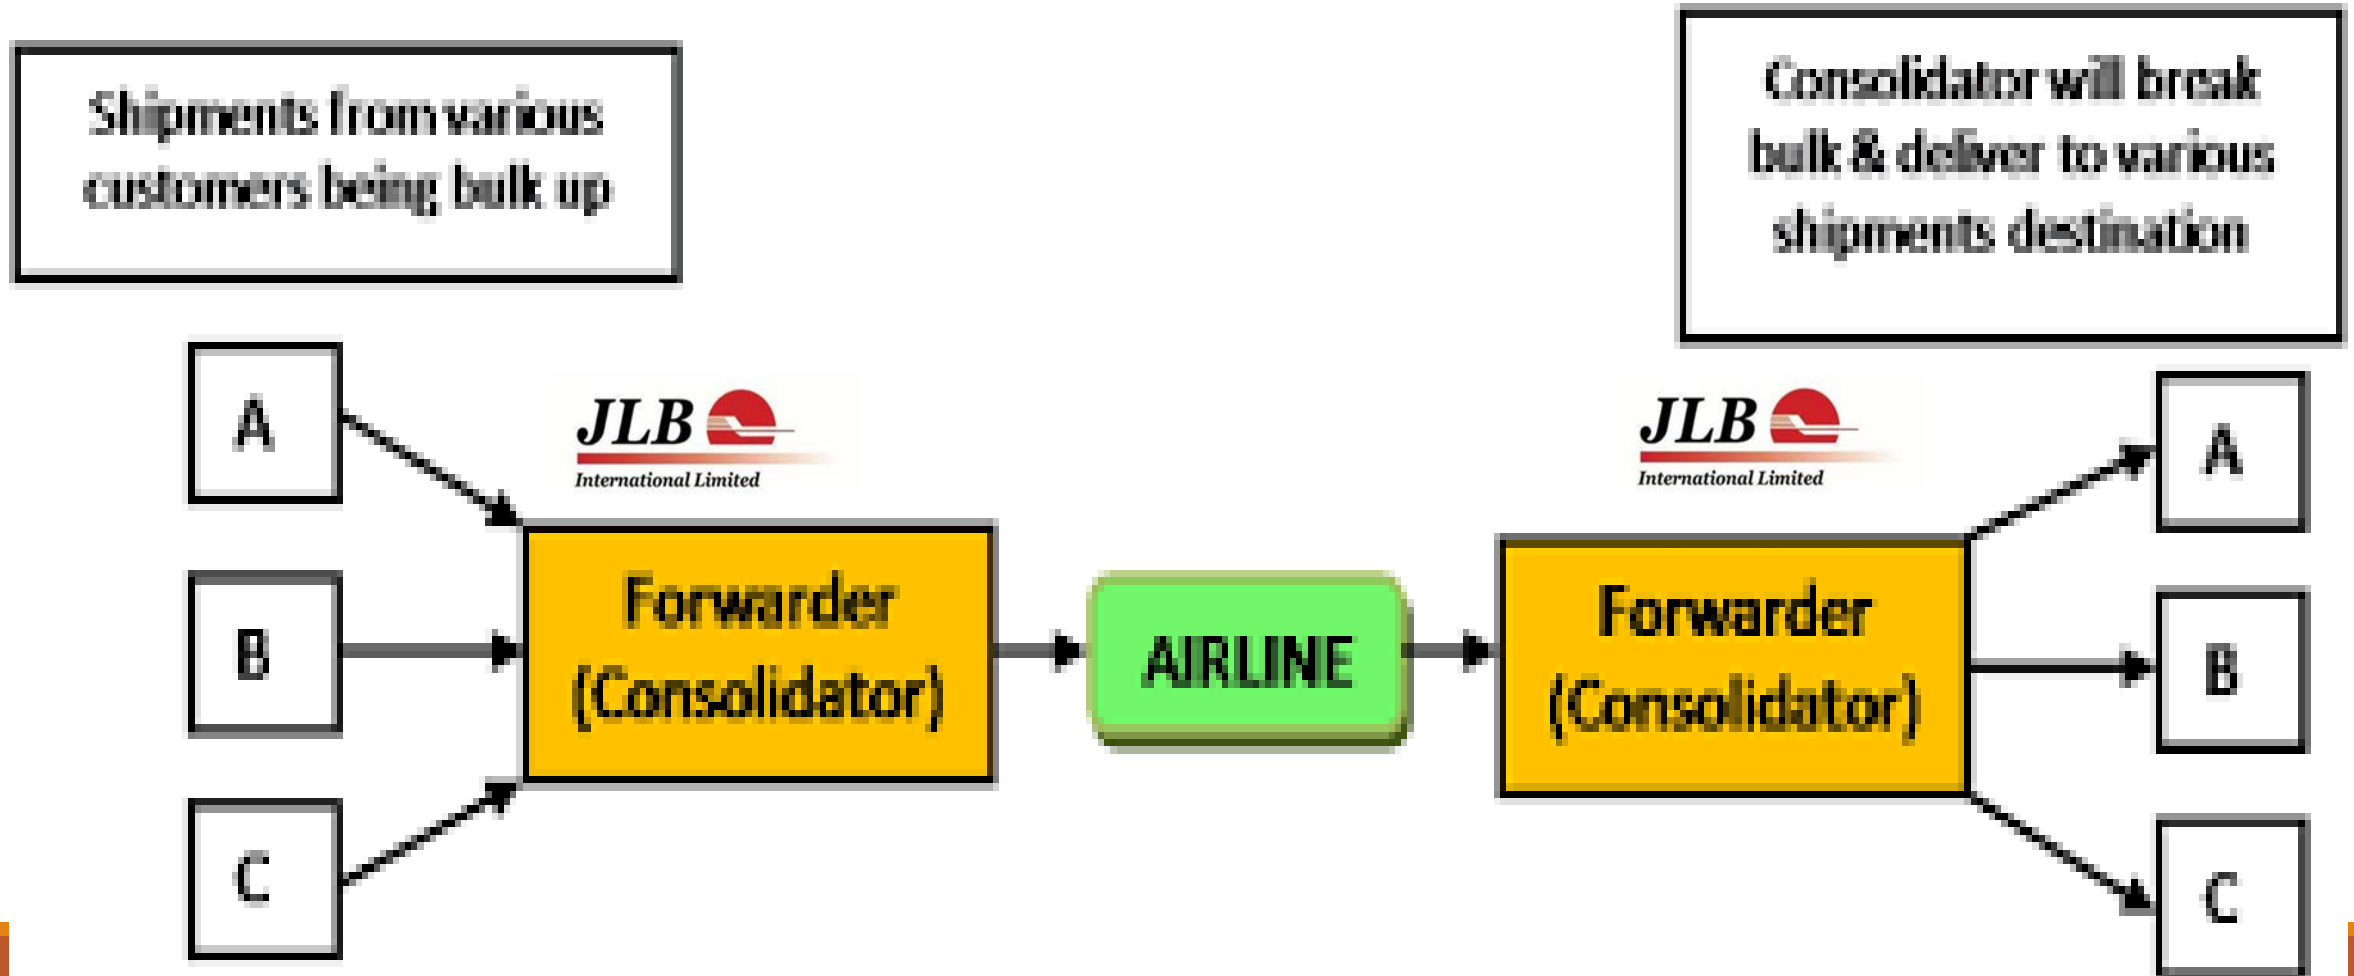 Shipments from various
customers being bulk up
Consolidator will break
bulk & deliver to various
shipments destination
A
B
C
JLB
International Limited
Forwarder
(Consolidator)
AIRLINE
JLB
International Limited
Forwarder
(Consolidator)
A
B
C